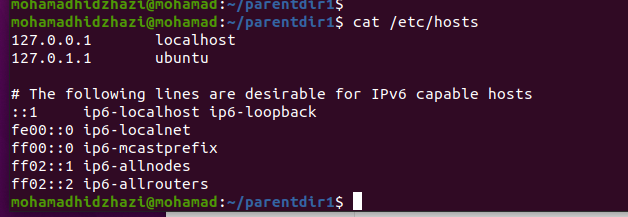 mohamadhidzhazi@mohamad:~/parentdir1$
mohamadhidzhazi@mohamad:~/parentdir1$ cat /etc/hosts
127.0.0.1       localhost
127.0.1.1       ubuntu

# The following lines are desirable for IPv6 capable hosts
::1     ip6-localhost ip6-loopback
fe00::0 ip6-localnet
ff00::0 ip6-mcastprefix
ff02::1 ip6-allnodes
ff02::2 ip6-allrouters
mohamadhidzhazi@mohamad:~/parentdir1$